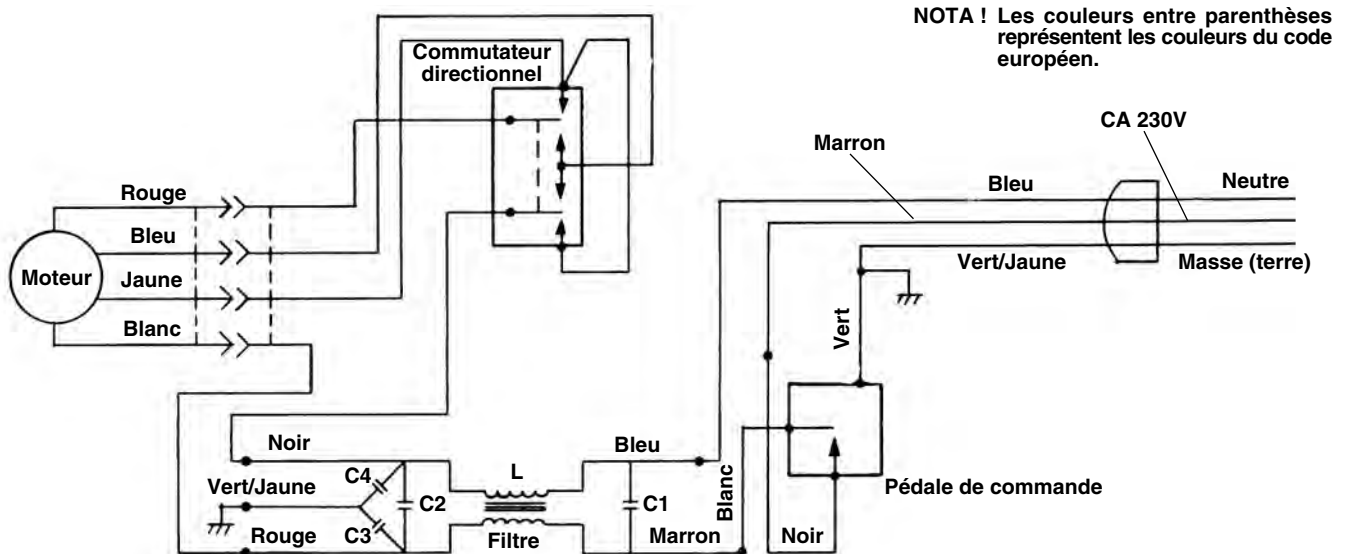 NOTA ! Les couleurs entre parenthèses
représentent les couleurs du code
européen.
Commutateur
directionnel
CA 230V
Marron
Rouge
Bleu
Neutre
Bleu
Moteur
Jaune
Vert/Jaune
Masse (terre)
Blanc
Vert
Noir
Bleu
C4
L
Vert/Jaune
C2
C1
Blanc
Pédale de commande
C3
Rouge
Filtre
Marron
Noir